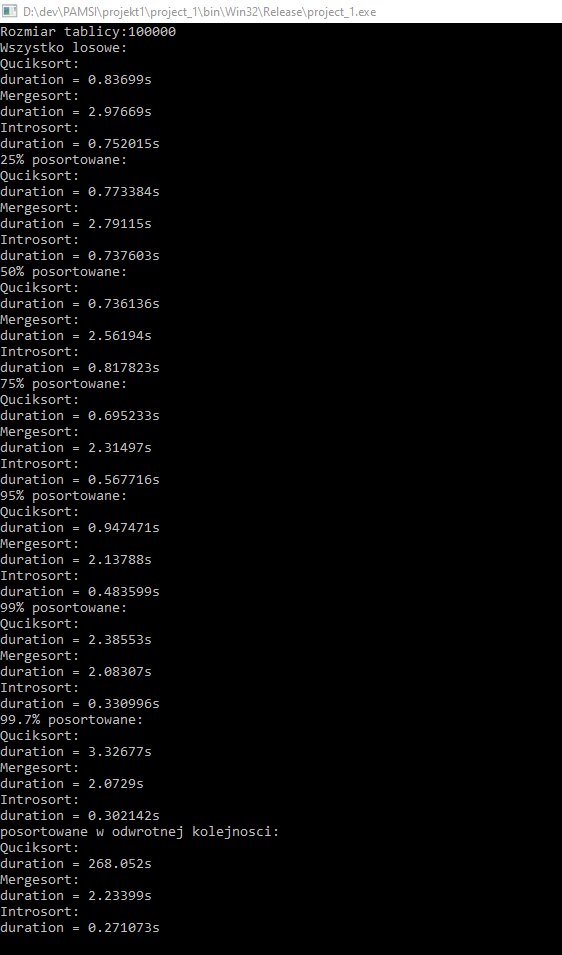 D:\dev\PAMSI\projekt1\project_1\bin\Win32\Release\project_1.exe
Rozmiar tablicy:100000
Wszystko losowe:
Quciksort:
duration = 0.83699s
Mergesort:
duration = 2.97669s
Introsort:
duration = 0.752015s
25% posortowane:
Quciksort:
duration = 0.773384s
Mergesort:
duration = 2.79115s
Introsort:
duration = 0.737603s
50% posortowane:
Quciksort:
duration = 0.736136s
Mergesort:
duration = 2.56194s
Introsort:
duration = 0.817823s
75% posortowane:
Quciksort:
duration = 0.695233s
Mergesort:
duration = 2.31497s
Introsort:
duration = 0.567716s
95% posortowane:
Quciksort:
duration = 0.947471s
Mergesort:
duration = 2.13788s
Introsort:
duration = 0.483599s
99% posortowane:
Quciksort:
duration = 2.38553s
Mergesort:
duration = 2.08307s
Introsort:
duration = 0.330996s
99.7% posortowane:
Quciksort:
duration = 3.32677s
Mergesort:
duration = 2.0729s
Introsort:
duration = 0.302142s
posortowane w odwrotnej kolejnosci:
Quciksort:
duration = 268.052s
Mergesort:
duration = 2.23399s
Introsort:
duration = 0.271073s